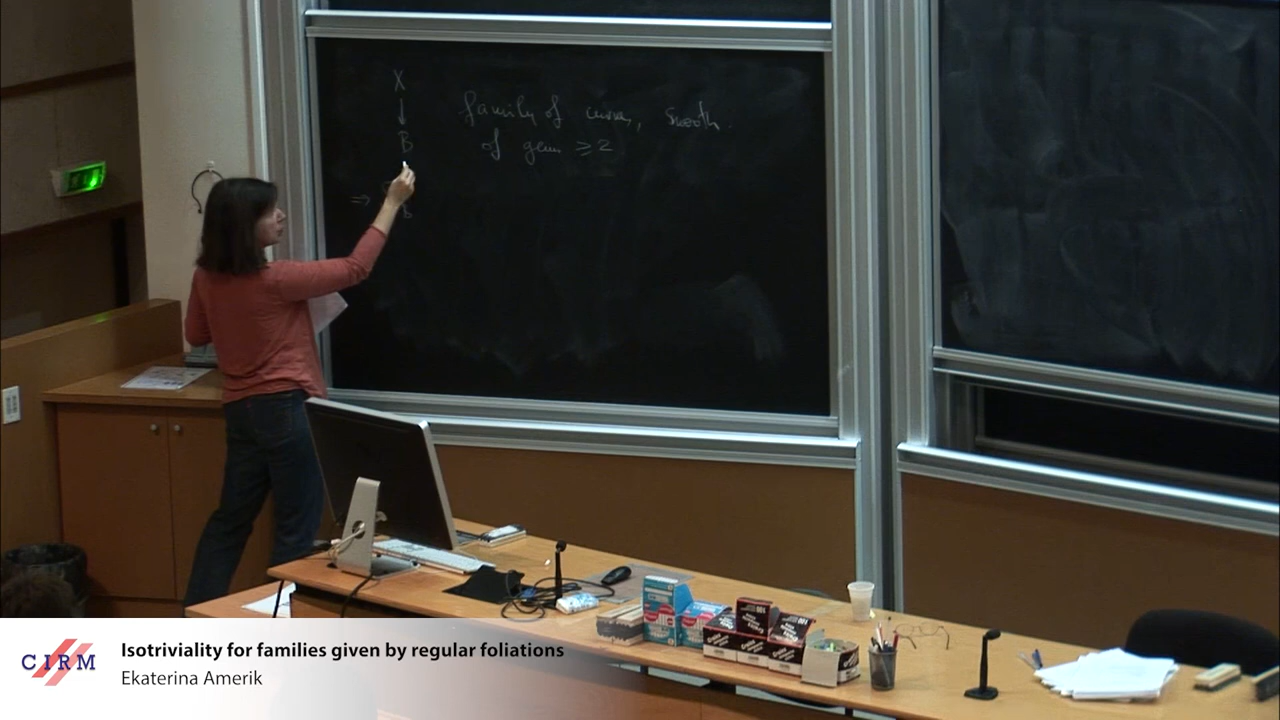 X
↓
B
family of curves, smooth.
of genus ≥ 2
⇒
b
CIRM
Isotriviality for families given by regular foliations
Ekaterina Amerik